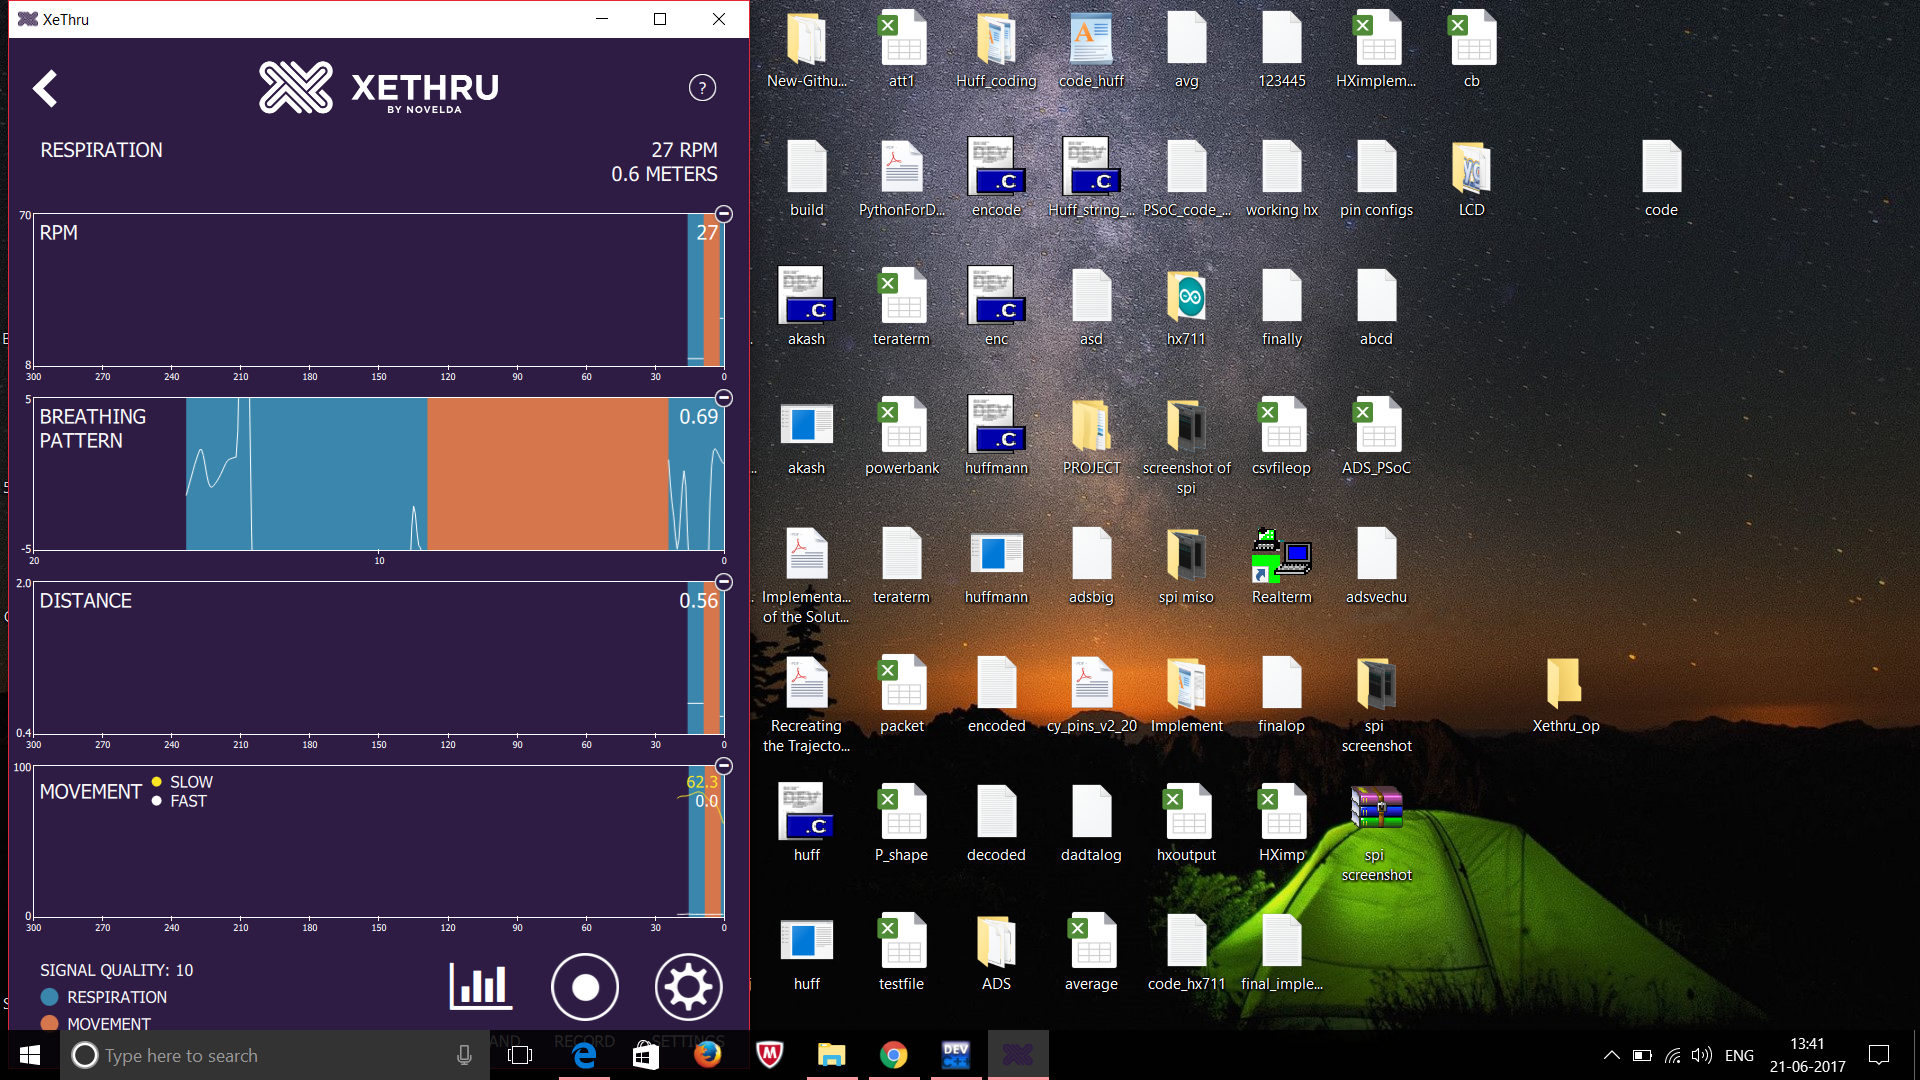 XeThru
XETHRU
BY NOVELDA
?
RESPIRATION
27 RPM
0.6 METERS
70
RPM
27
8
300 270 240 210 180 150 120 90 60 30 0
5
BREATHING
PATTERN
0.69
-5
20 10 0
2.0
DISTANCE
0.56
0.4
300 270 240 210 180 150 120 90 60 30 0
100
MOVEMENT
SLOW
FAST
62.3
0.0
0
300 270 240 210 180 150 120 90 60 30 0
SIGNAL QUALITY: 10
RESPIRATION
MOVEMENT
RECORD
SETTINGS
New-Githu... att1 Huff_coding code_huff avg 123445 HXimplem... cb
build PythonForD... encode Huff_string_... PSoC_code_... working hx pin configs LCD code
akash teraterm enc asd hx711 finally abcd
akash powerbank huffmann PROJECT screenshot of
spi
csvfileop ADS_PSoC
Implementa...
of the Solut...
teraterm huffmann adsbig spi miso Realterm adsvechu
Recreating
the Trajecto...
packet encoded cy_pins_v2_20 Implement finalop spi
screenshot
Xethru_op
huff P_shape decoded dadtalog hxoutput HXimp spi
screenshot
huff testfile ADS average code_hx711 final_imple...
Type here to search
DEV
C++
ENG
13:41
21-06-2017